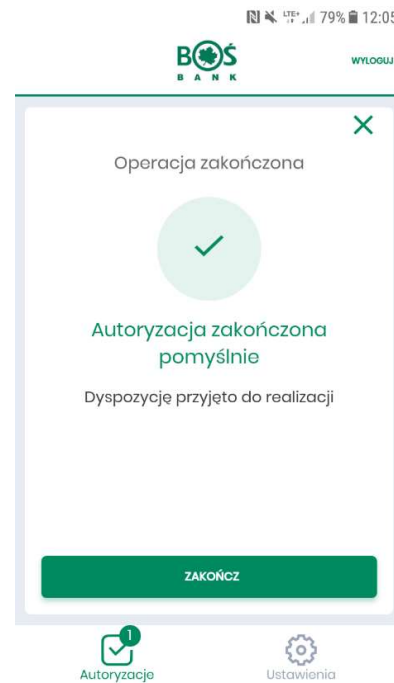 LTE+ 79% 12:05
BOŚ
BANK
WYLOGUJ
Operacja zakończona
Autoryzacja zakończona
pomyślnie
Dyspozycję przyjęto do realizacji
ZAKOŃCZ
1
Autoryzacje
Ustawienia